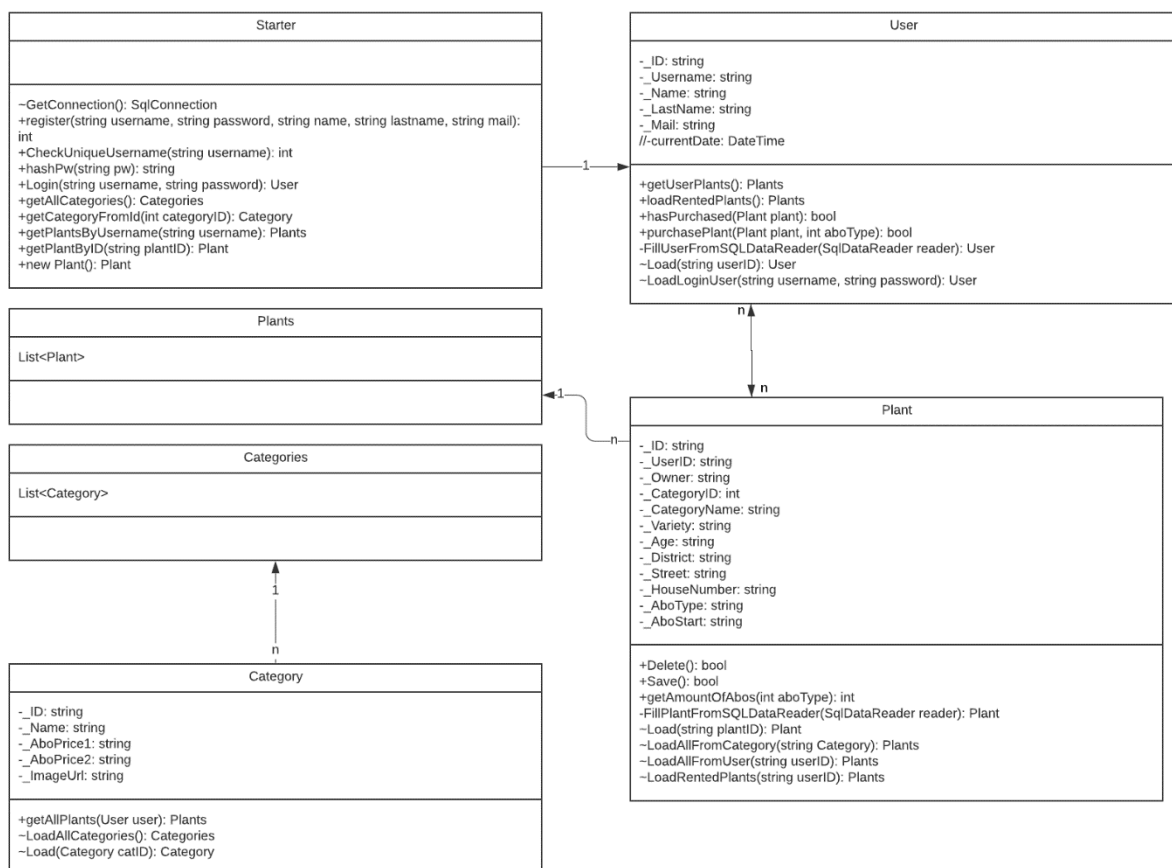 Starter
~GetConnection(): SqlConnection
+register(string username, string password, string name, string lastname, string mail):
int
+CheckUniqueUsername(string username): int
+hashPw(string pw): string
+Login(string username, string password): User
+getAllCategories(): Categories
+getCategoryFromId(int categoryID): Category
+getPlantsByUsername(string username): Plants
+getPlantByID(string plantID): Plant
+new Plant(): Plant
1
User
-_ID: string
-_Username: string
-_Name: string
-_LastName: string
-_Mail: string
//-currentDate: DateTime
+getUserPlants(): Plants
+loadRentedPlants(): Plants
+hasPurchased(Plant plant): bool
+purchasePlant(Plant plant, int aboType): bool
-FillUserFromSQLDataReader(SqlDataReader reader): User
~Load(string userID): User
~LoadLoginUser(string username, string password): User
n
n
Plants
List<Plant>
1
n
Categories
List<Category>
1
n
Category
-_ID: string
-_Name: string
-_AboPrice1: string
-_AboPrice2: string
-_ImageUrl: string
+getAllPlants(User user): Plants
~LoadAllCategories(): Categories
~Load(Category catID): Category
Plant
-_ID: string
-_UserID: string
-_Owner: string
-_CategoryID: int
-_CategoryName: string
-_Variety: string
-_Age: string
-_District: string
-_Street: string
-_HouseNumber: string
-_AboType: string
-_AboStart: string
+Delete(): bool
+Save(): bool
+getAmountOfAbos(int aboType): int
-FillPlantFromSQLDataReader(SqlDataReader reader): Plant
~Load(string plantID): Plant
~LoadAllFromCategory(string Category): Plants
~LoadAllFromUser(string userID): Plants
~LoadRentedPlants(string userID): Plants